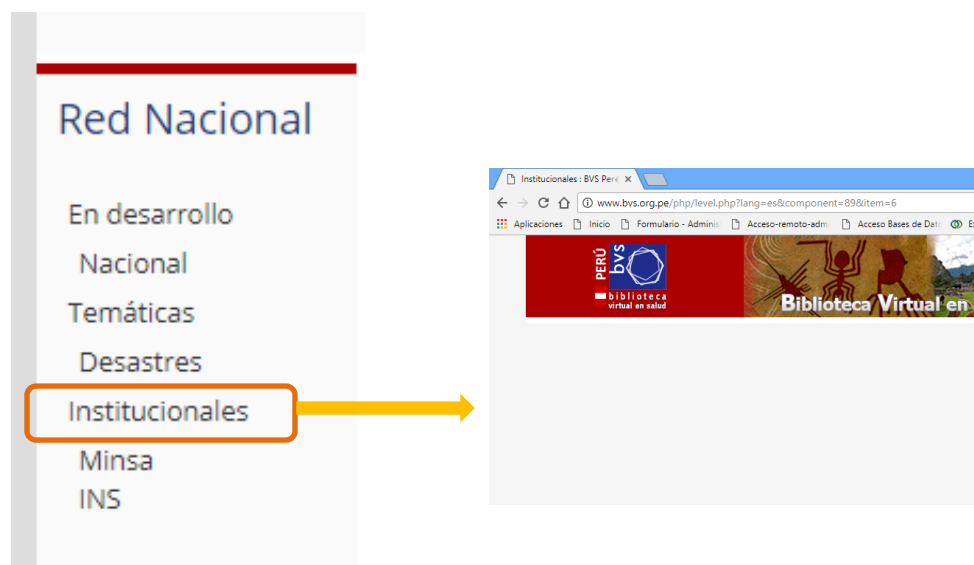 Red Nacional
En desarrollo
Nacional
Temáticas
Desastres
Institucionales
Minsa
INS
Institucionales : BVS Per
www.bvs.org.pe/php/level.php?lang=es&component=89&item=6
Aplicaciones Inicio Formulario - Adminis Acceso-remoto-adm Acceso Bases de Dat E
PERÚ
bvs
biblioteca
virtual en salud
Biblioteca Virtual en